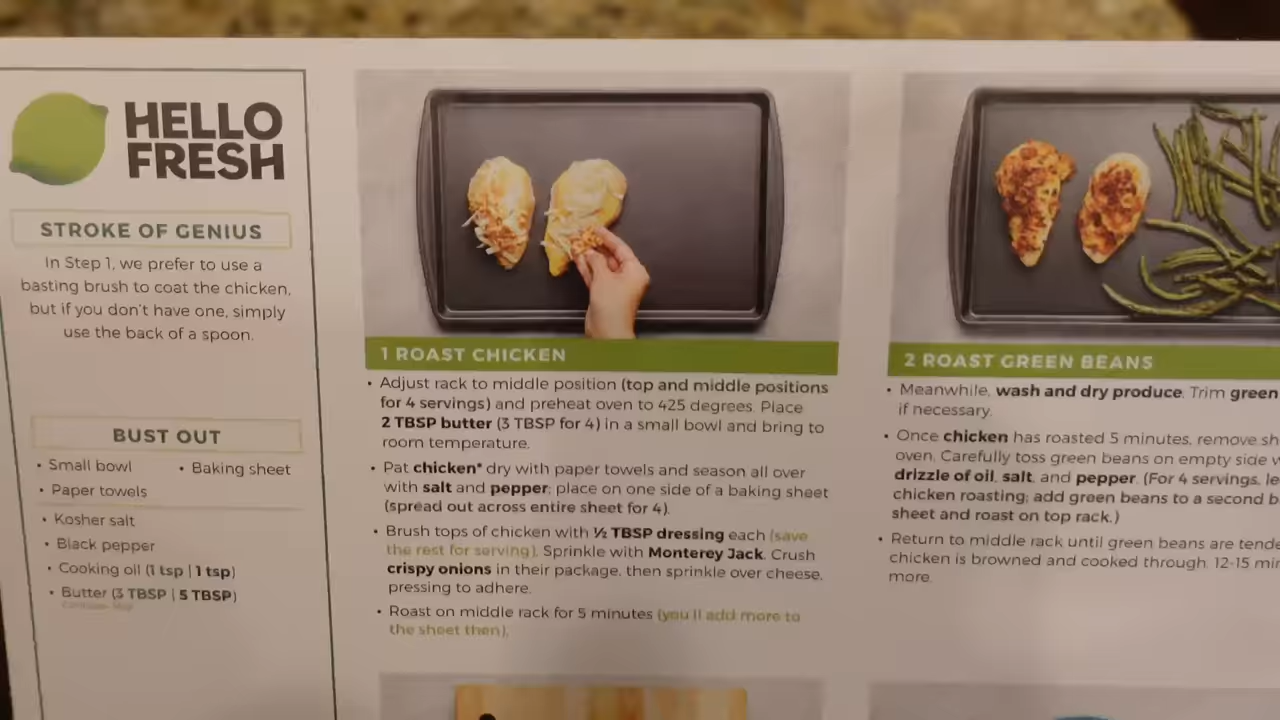 HELLO
FRESH
STROKE OF GENIUS
In Step 1, we prefer to use a
basting brush to coat the chicken,
but if you don't have one, simply
use the back of a spoon.
BUST OUT
• Small bowl • Baking sheet
• Paper towels
• Kosher salt
• Black pepper
• Cooking oil (1 tsp | 1 tsp)
• Butter (3 TBSP | 5 TBSP)
Contains: Milk
1 ROAST CHICKEN
• Adjust rack to middle position (top and middle positions
for 4 servings) and preheat oven to 425 degrees. Place
2 TBSP butter (3 TBSP for 4) in a small bowl and bring to
room temperature.
• Pat chicken* dry with paper towels and season all over
with salt and pepper; place on one side of a baking sheet
(spread out across entire sheet for 4).
• Brush tops of chicken with ½ TBSP dressing each (save
the rest for serving). Sprinkle with Monterey Jack. Crush
crispy onions in their package, then sprinkle over cheese,
pressing to adhere.
• Roast on middle rack for 5 minutes (you'll add more to
the sheet then).
2 ROAST GREEN BEANS
• Meanwhile, wash and dry produce. Trim green
if necessary.
• Once chicken has roasted 5 minutes, remove sh
oven. Carefully toss green beans on empty side w
drizzle of oil, salt, and pepper. (For 4 servings, le
chicken roasting; add green beans to a second b
sheet and roast on top rack.)
• Return to middle rack until green beans are tende
chicken is browned and cooked through, 12-15 min
more.